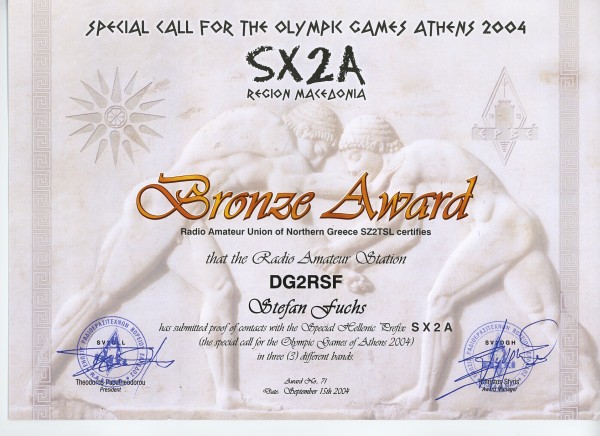 SPECIAL CALL FOR THE OLYMPIC GAMES ATHENS 2004
SX2A
REGION MACEDONIA
Bronze Award
Radio Amateur Union of Northern Greece SZ2TSL certifies
that the Radio Amateur Station
DG2RSF
Stefan Fuchs
has submitted proof of contacts with the Special Hellenic Prefix SX2A
(the special call for the Olympic Games of Athens 2004)
in three (3) different bands.
Theodoros
President
Award Manager
Award No. 71
Date. September 15th 2004